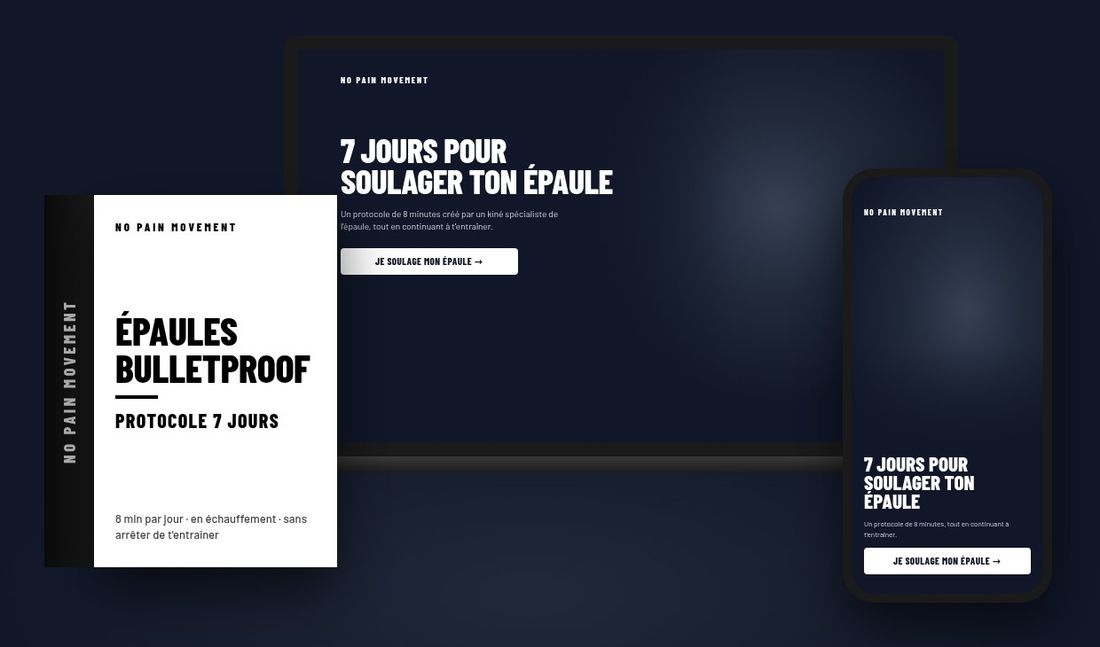 NO PAIN MOVEMENT
7 JOURS POUR
SOULAGER TON ÉPAULE
Un protocole de 8 minutes créé par un kiné spécialiste de
l'épaule, tout en continuant à t'entraîner.
JE SOULAGE MON ÉPAULE →
NO PAIN MOVEMENT
NO PAIN MOVEMENT
ÉPAULES
BULLETPROOF
PROTOCOLE 7 JOURS
8 min par jour · en échauffement · sans
arrêter de t'entraîner
NO PAIN MOVEMENT
7 JOURS POUR
SOULAGER TON
ÉPAULE
Un protocole de 8 minutes, tout en continuant à
t'entraîner.
JE SOULAGE MON ÉPAULE →